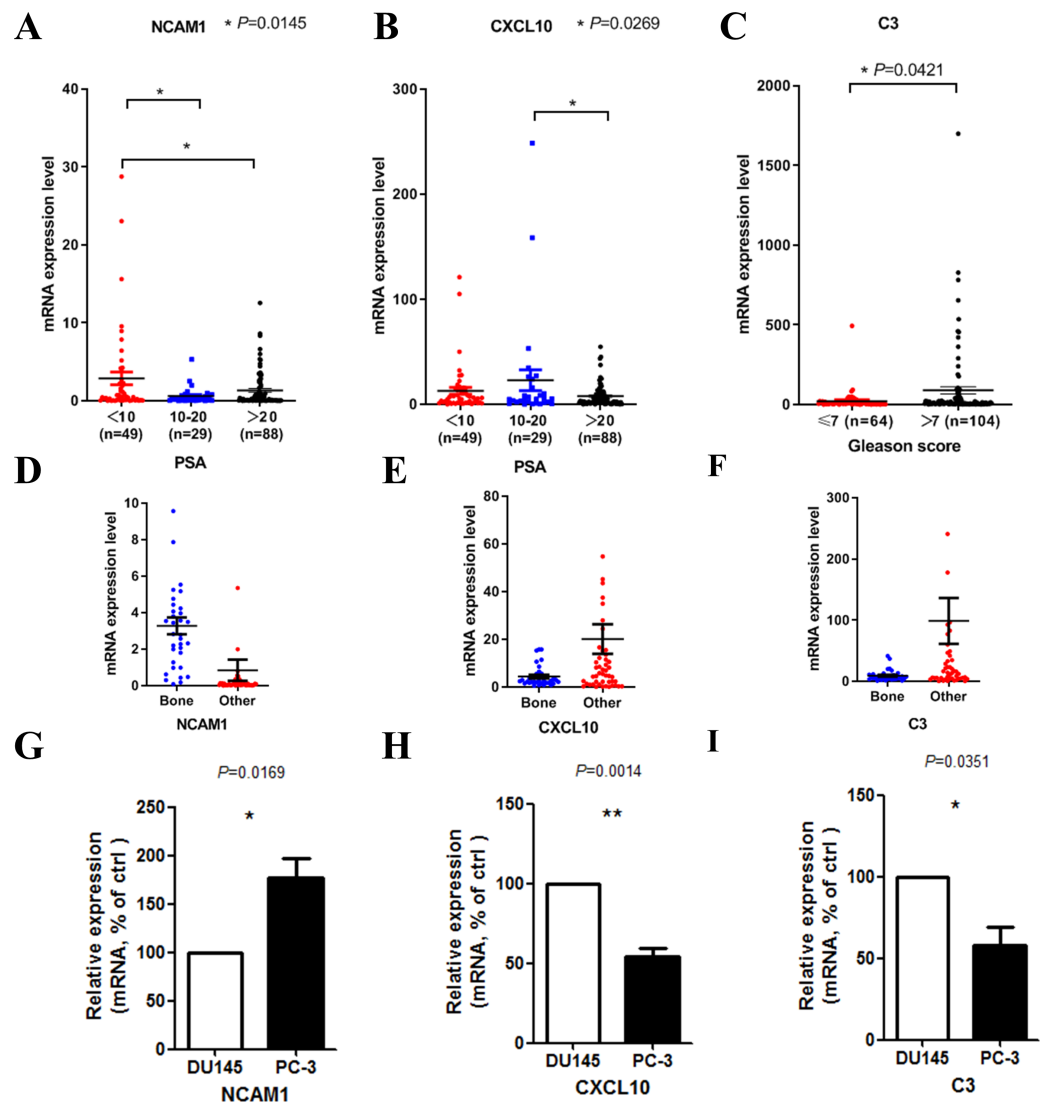 A
NCAM1 * P=0.0145
mRNA expression level
40
30
20
10
0
*
*
<10 10-20 >20
(n=49) (n=29) (n=88)
PSA
B
CXCL10 * P=0.0269
mRNA expression level
300
200
100
0
*
<10 10-20 >20
(n=49) (n=29) (n=88)
PSA
C
C3
* P=0.0421
mRNA expression level
2000
1500
1000
500
0
⩽7 (n=64) >7 (n=104)
Gleason score
D
mRNA expression level
10
8
6
4
2
0
Bone Other
NCAM1
E
mRNA expression level
80
60
40
20
0
Bone Other
CXCL10
F
mRNA expression level
300
200
100
0
Bone Other
C3
G
P=0.0169
*
Relative expression
(mRNA, % of ctrl )
250
200
150
100
50
0
DU145 PC-3
NCAM1
H
P=0.0014
**
Relative expression
(mRNA, % of ctrl )
150
100
50
0
DU145 PC-3
CXCL10
I
P=0.0351
*
Relative expression
(mRNA, % of ctrl )
150
100
50
0
DU145 PC-3
C3